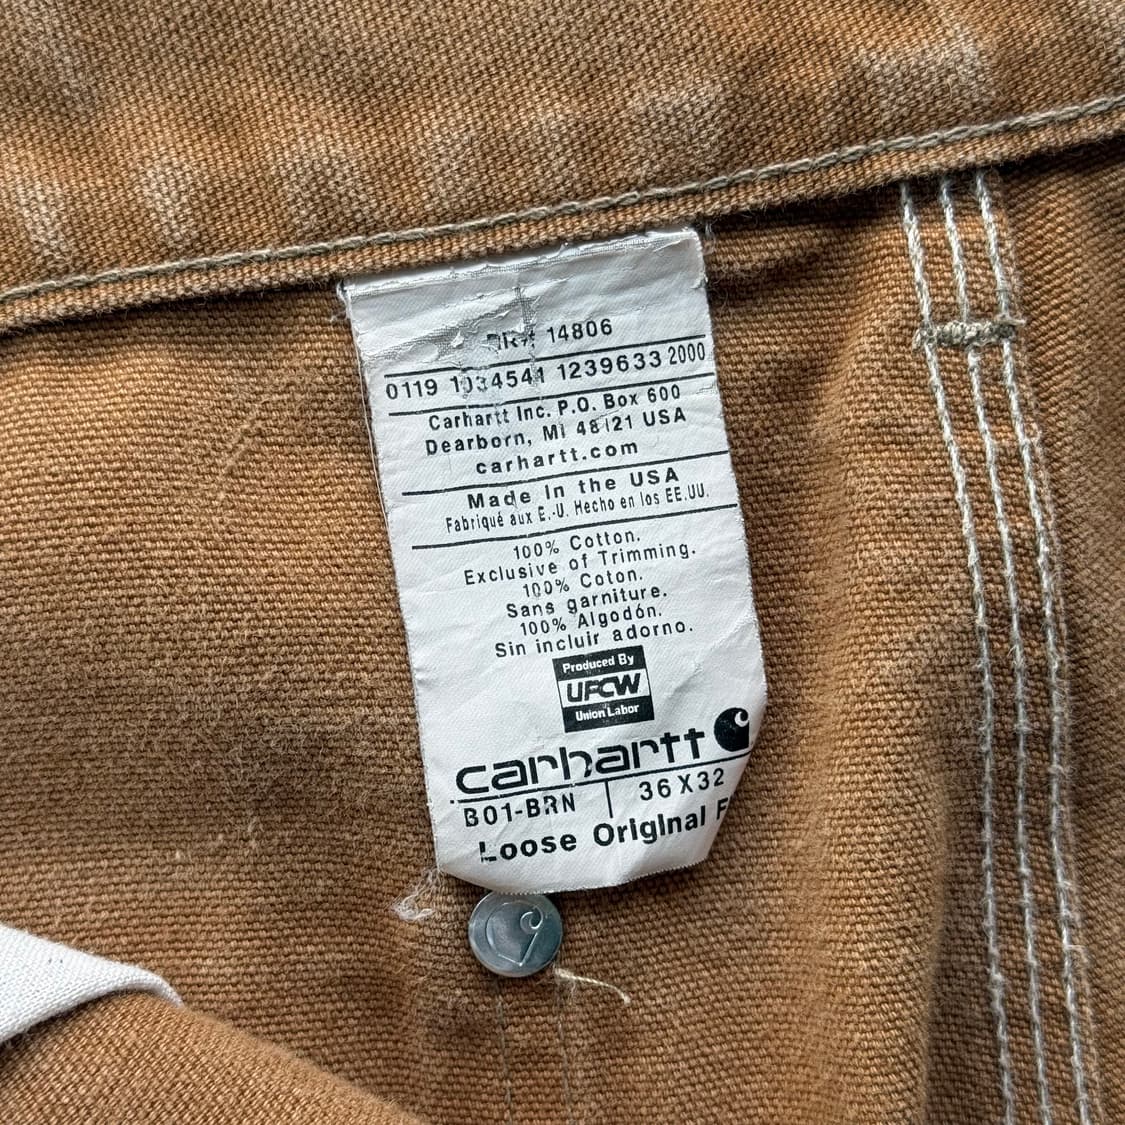 14806
0119 1034541 1239633 2000
Carhartt Inc. P.O. Box 600
Dearborn, MI 48121 USA
carhartt.com
Made In the USA
Fabriqué aux E.-U. Hecho en los EE.UU.
100% Cotton.
Exclusive of Trimming.
100% Coton.
Sans garniture.
100% Algodón.
Sin incluir adorno.
Produced By
UFCW
Union Labor
carhartt
B01-BRN 36 X 32
Loose Original F